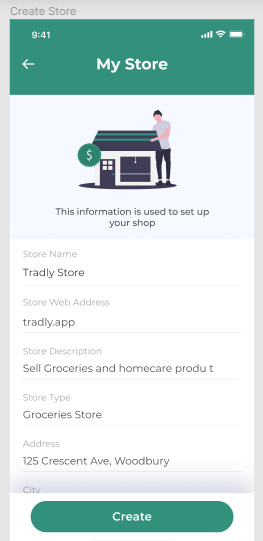 Create Store
9:41
My Store
$
This information is used to set up
your shop
Store Name
Tradly Store
Store Web Address
tradly.app
Store Description
Sell Groceries and homecare produ t
Store Type
Groceries Store
Address
125 Crescent Ave, Woodbury
City
Create